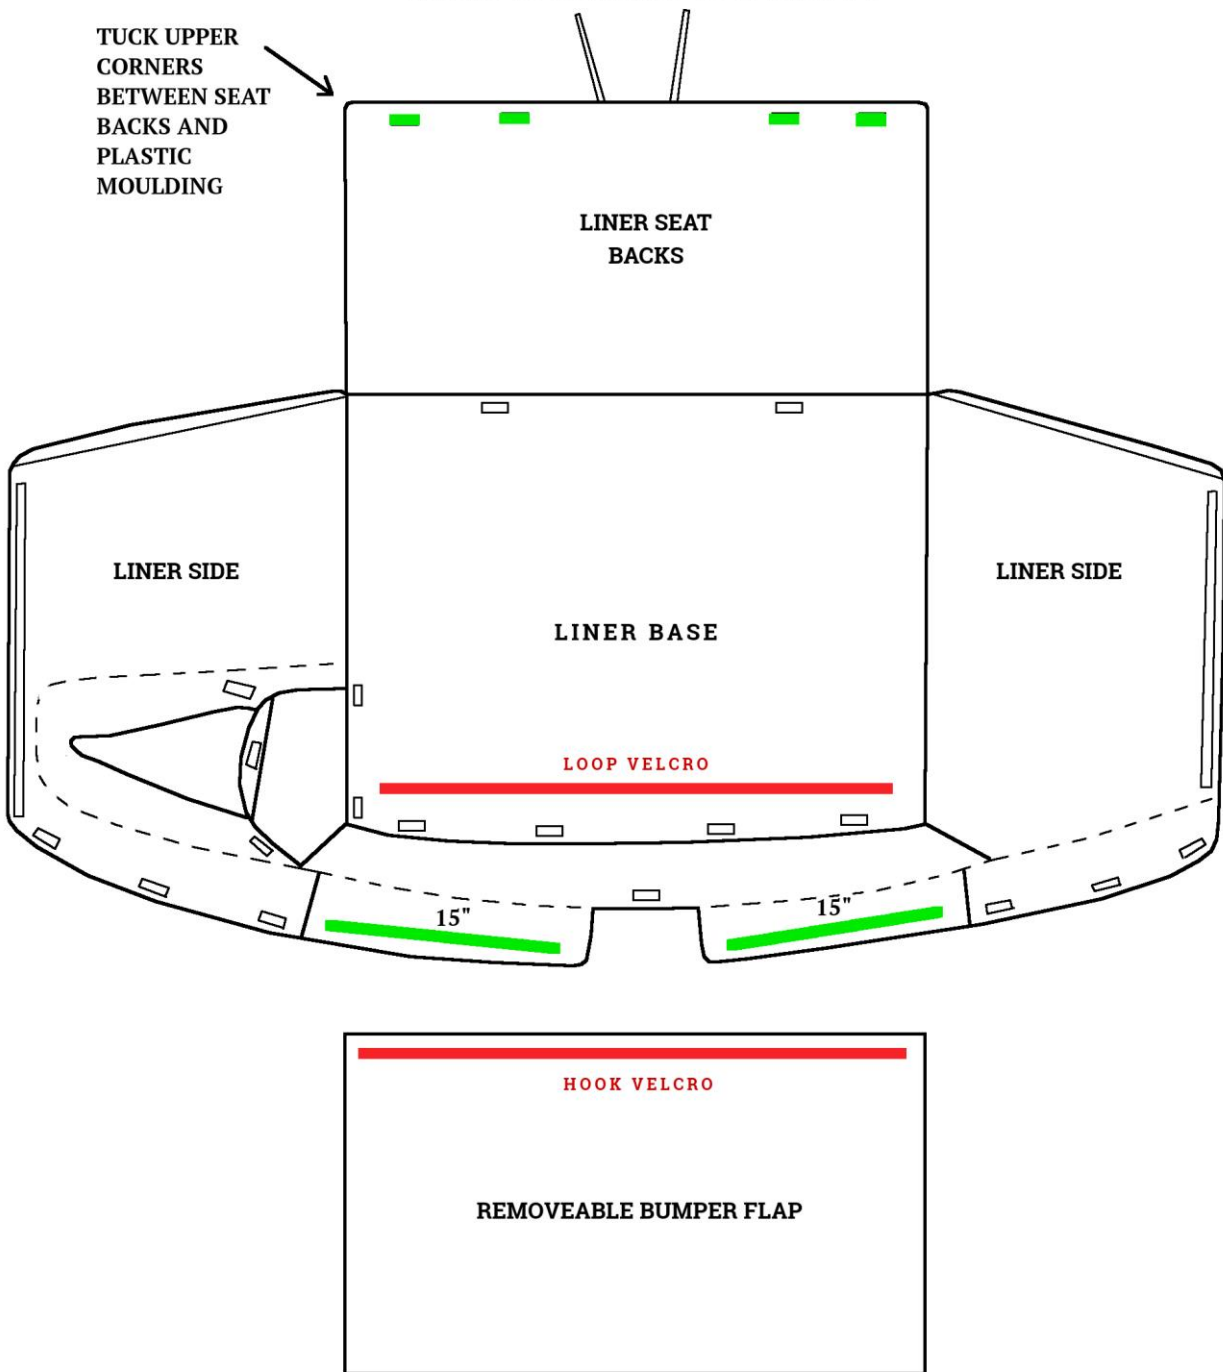 TUCK UPPER
CORNERS
BETWEEN SEAT
BACKS AND
PLASTIC
MOULDING
LINER SEAT
BACKS
LINER SIDE
LINER SIDE
LINER BASE
LOOP VELCRO
15"
15"
HOOK VELCRO
REMOVEABLE BUMPER FLAP